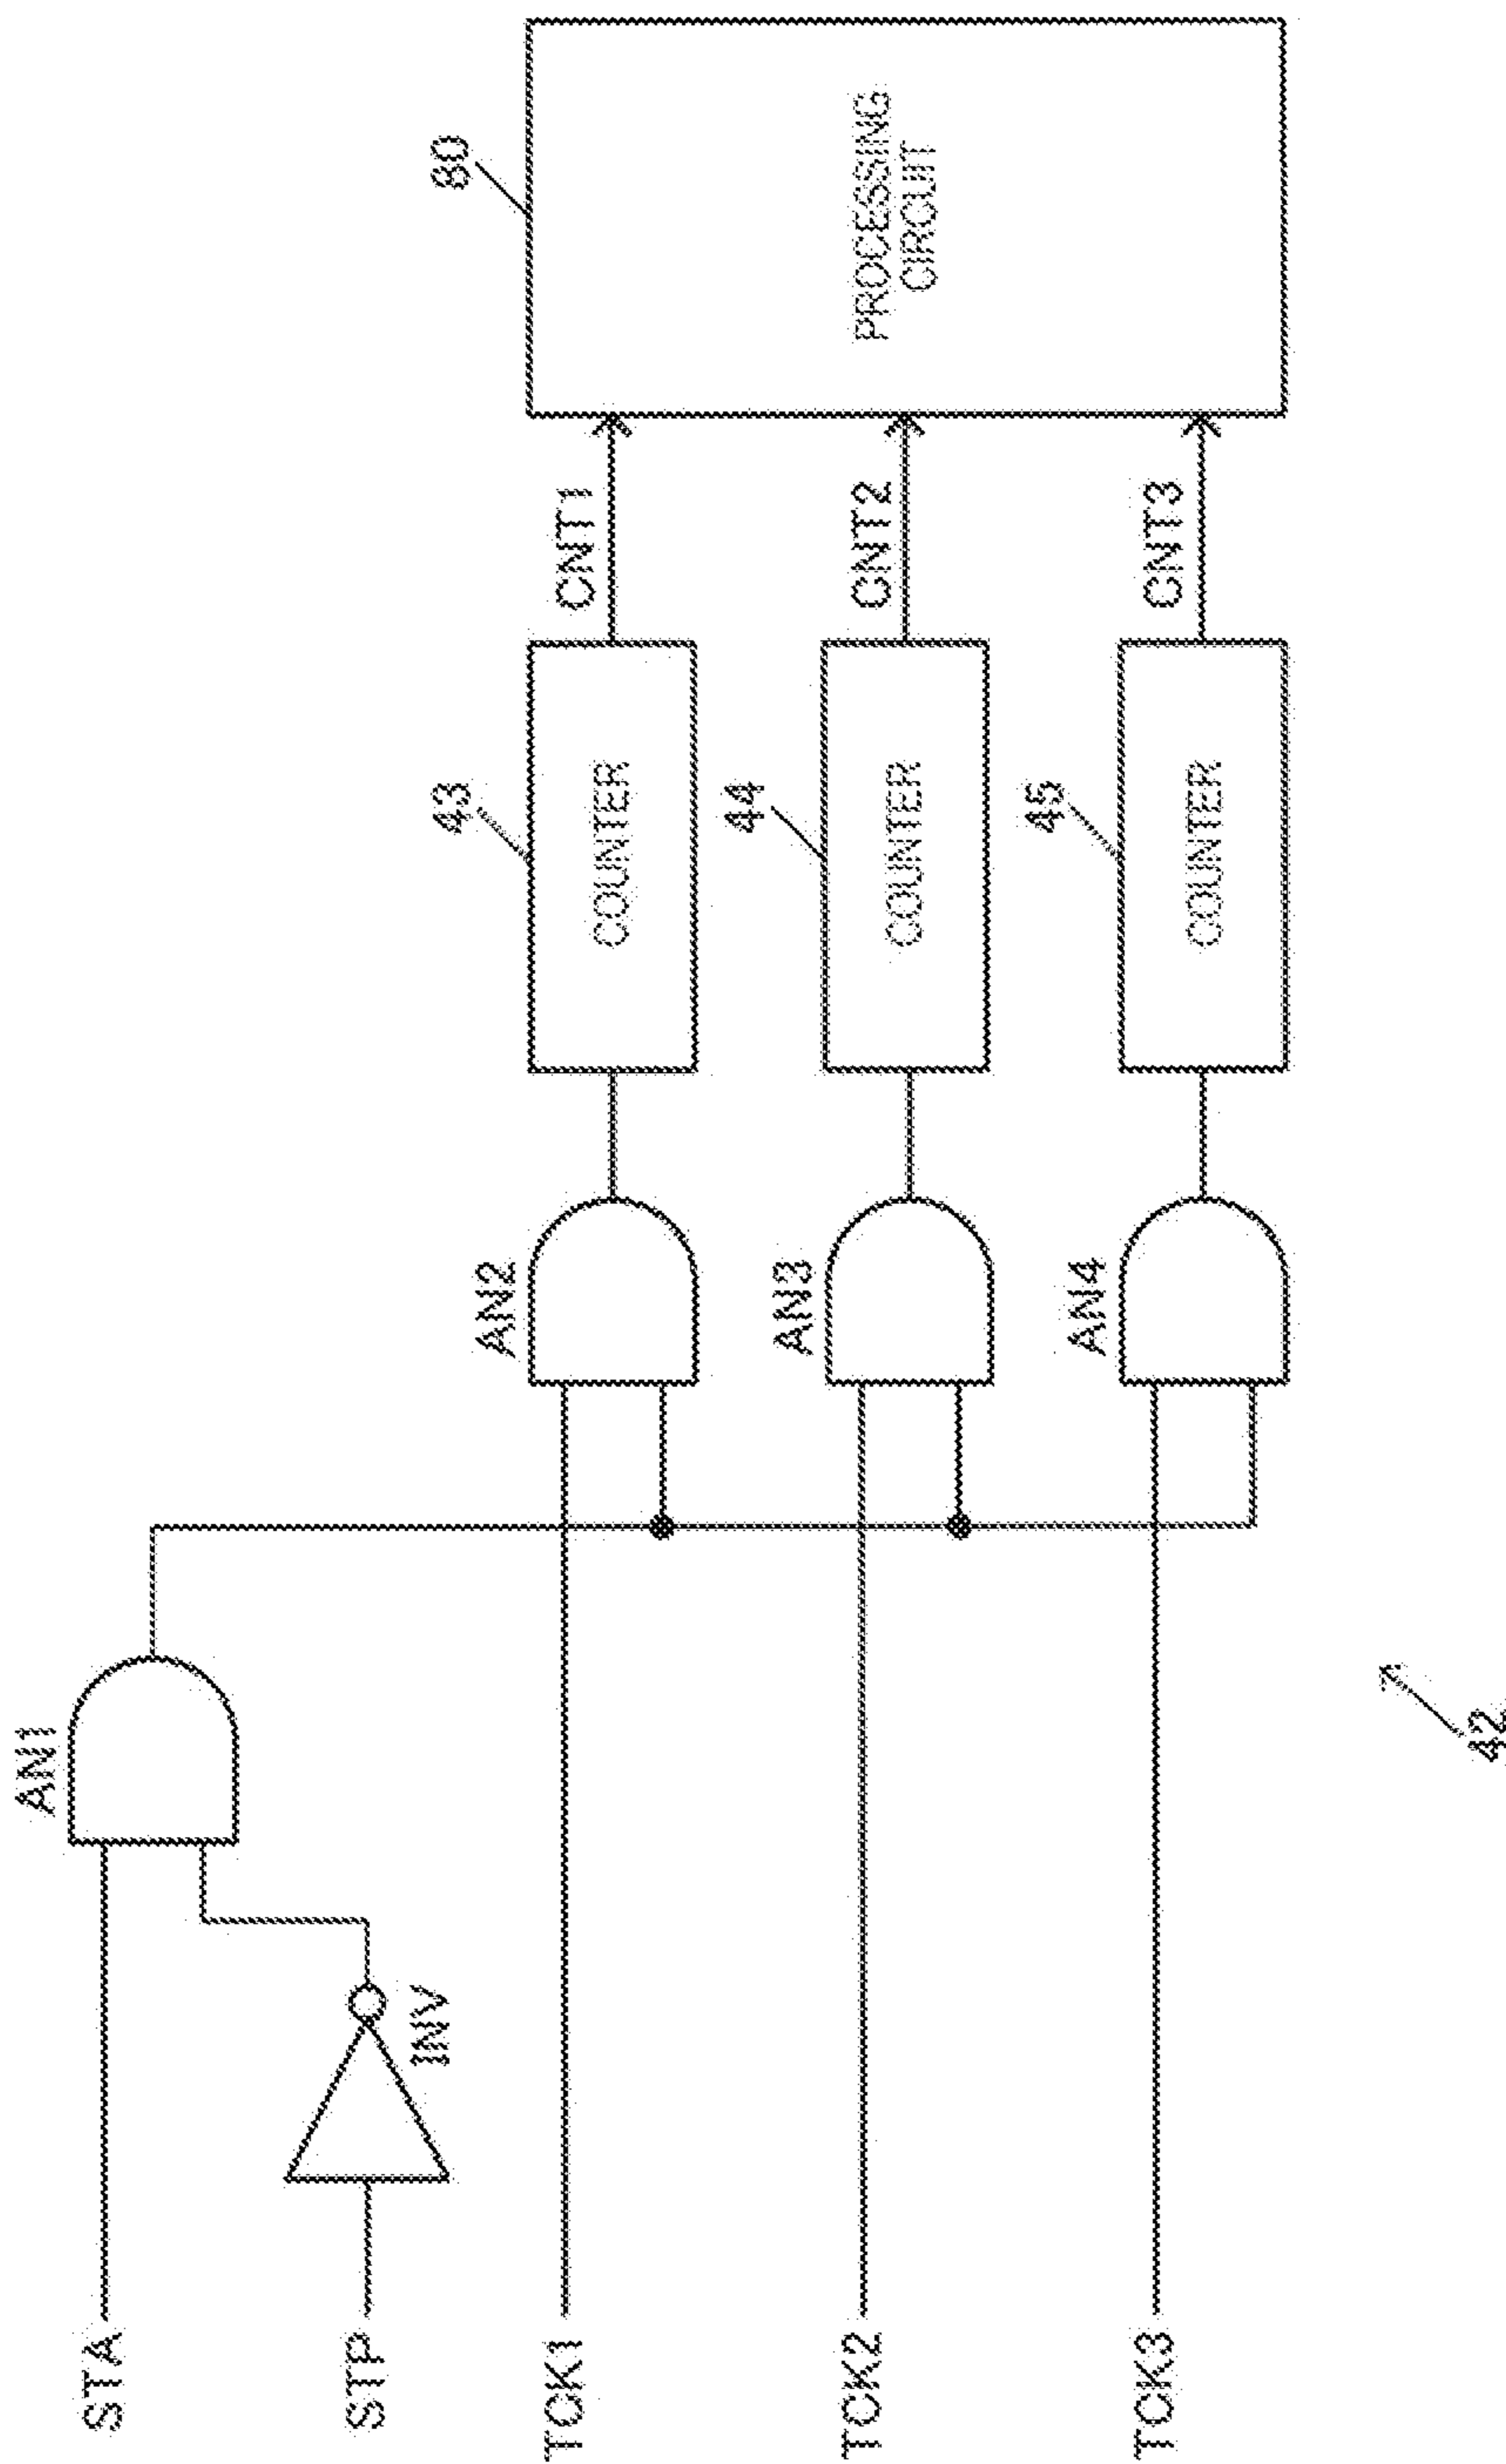 AN1
STA
STP
INV
TCK1
TCK2
TCK3
AN2
AN3
AN4
43
COUNTER
44
COUNTER
45
COUNTER
CNT1
CNT2
CNT3
80
PROCESSING
CIRCUIT
42